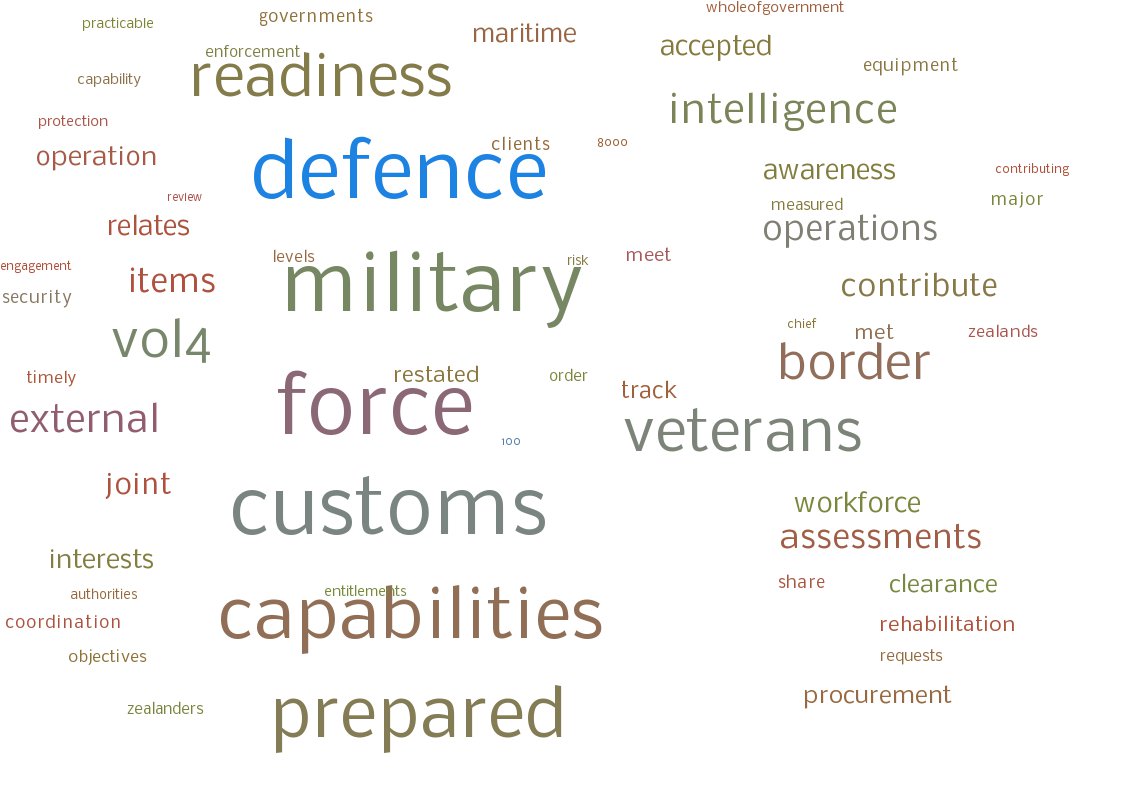 wholeofgovernment
practicable
governments
maritime
accepted
enforcement
equipment
readiness
capability
intelligence
protection
clients
8000
operation
defence
awareness
contributing
review
measured
major
relates
operations
levels
risk
meet
engagement
items
military
contribute
security
vol4
chief
met
zealands
border
timely
restated
order
track
external
force
veterans
100
joint
customs
workforce
assessments
interests
share
clearance
authorities
entitlements
coordination
capabilities
rehabilitation
objectives
requests
procurement
zealanders
prepared